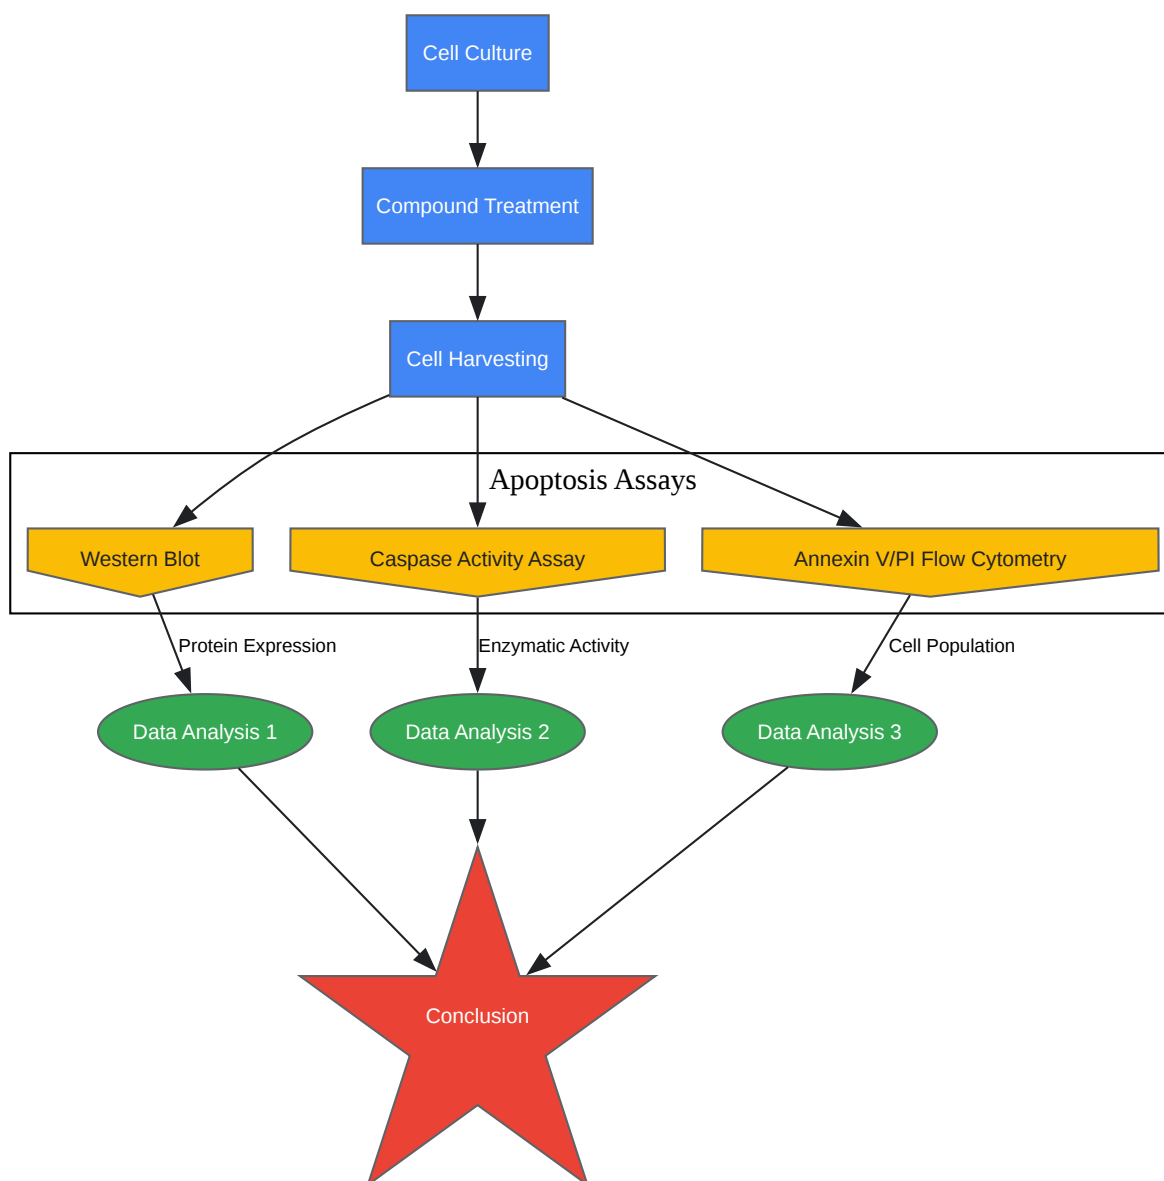 Cell Culture
Compound Treatment
Cell Harvesting
Apoptosis Assays
Western Blot
Caspase Activity Assay
Annexin V/PI Flow Cytometry
Protein Expression
Enzymatic Activity
Cell Population
Data Analysis 1
Data Analysis 2
Data Analysis 3
Conclusion